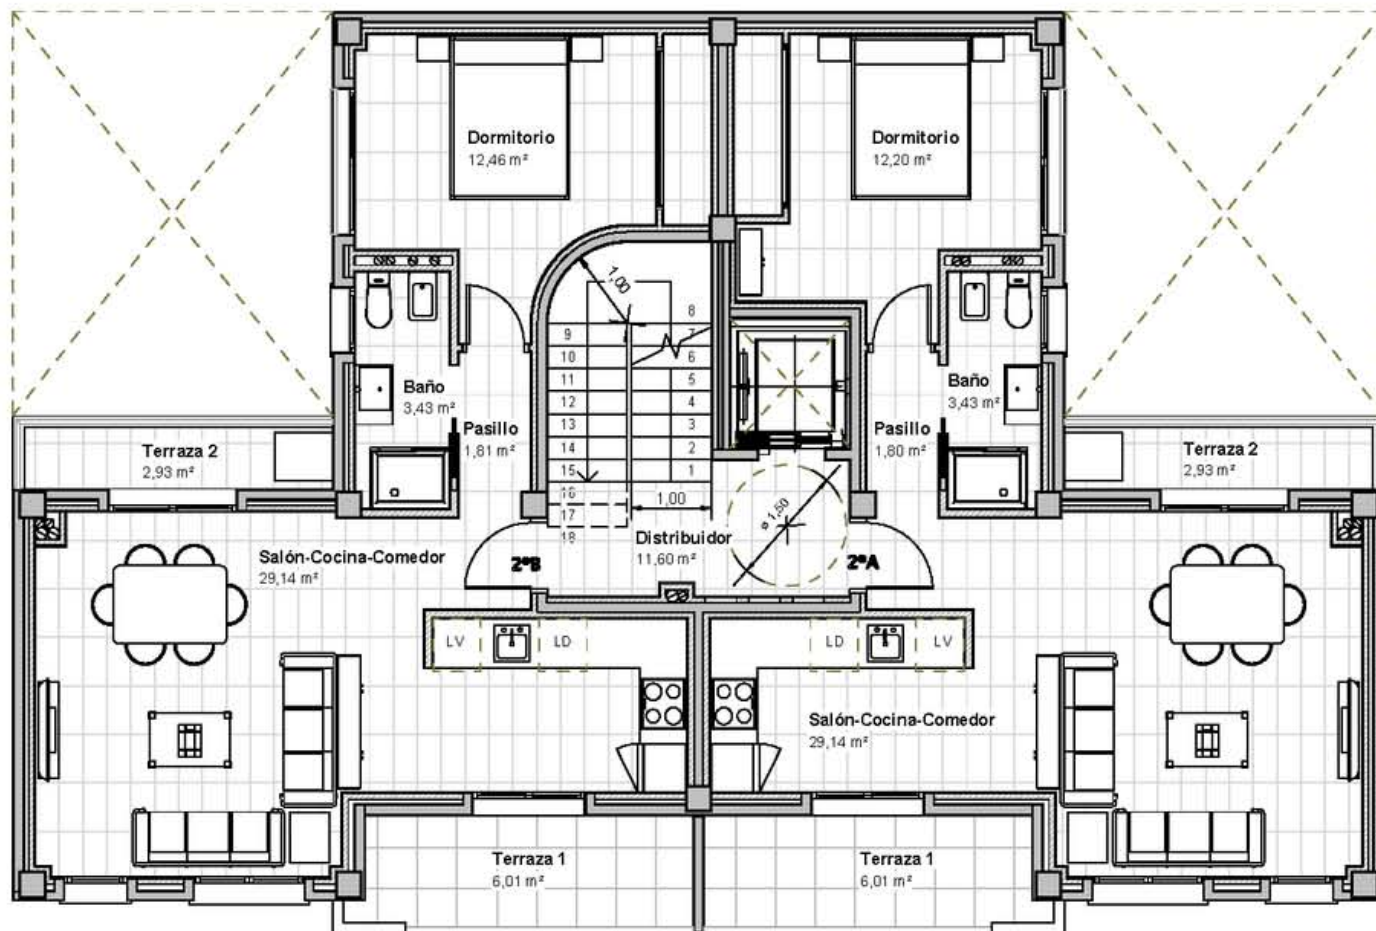 Dormitorio
12,46 m²
Dormitorio
12,20 m²
1,00
8
9
7
10
6
11
5
12
4
13
3
14
2
15
1
16
17
18
1,00
Baño
3,43 m²
Pasillo
1,81 m²
Pasillo
1,80 m²
Baño
3,43 m²
Terraza 2
2,93 m²
Terraza 2
2,93 m²
Salón-Cocina-Comedor
29,14 m²
2ºB
Distribuidor
11,60 m²
ø 1,50
2ºA
LV
LD
LD
LV
Salón-Cocina-Comedor
29,14 m²
Terraza 1
6,01 m²
Terraza 1
6,01 m²